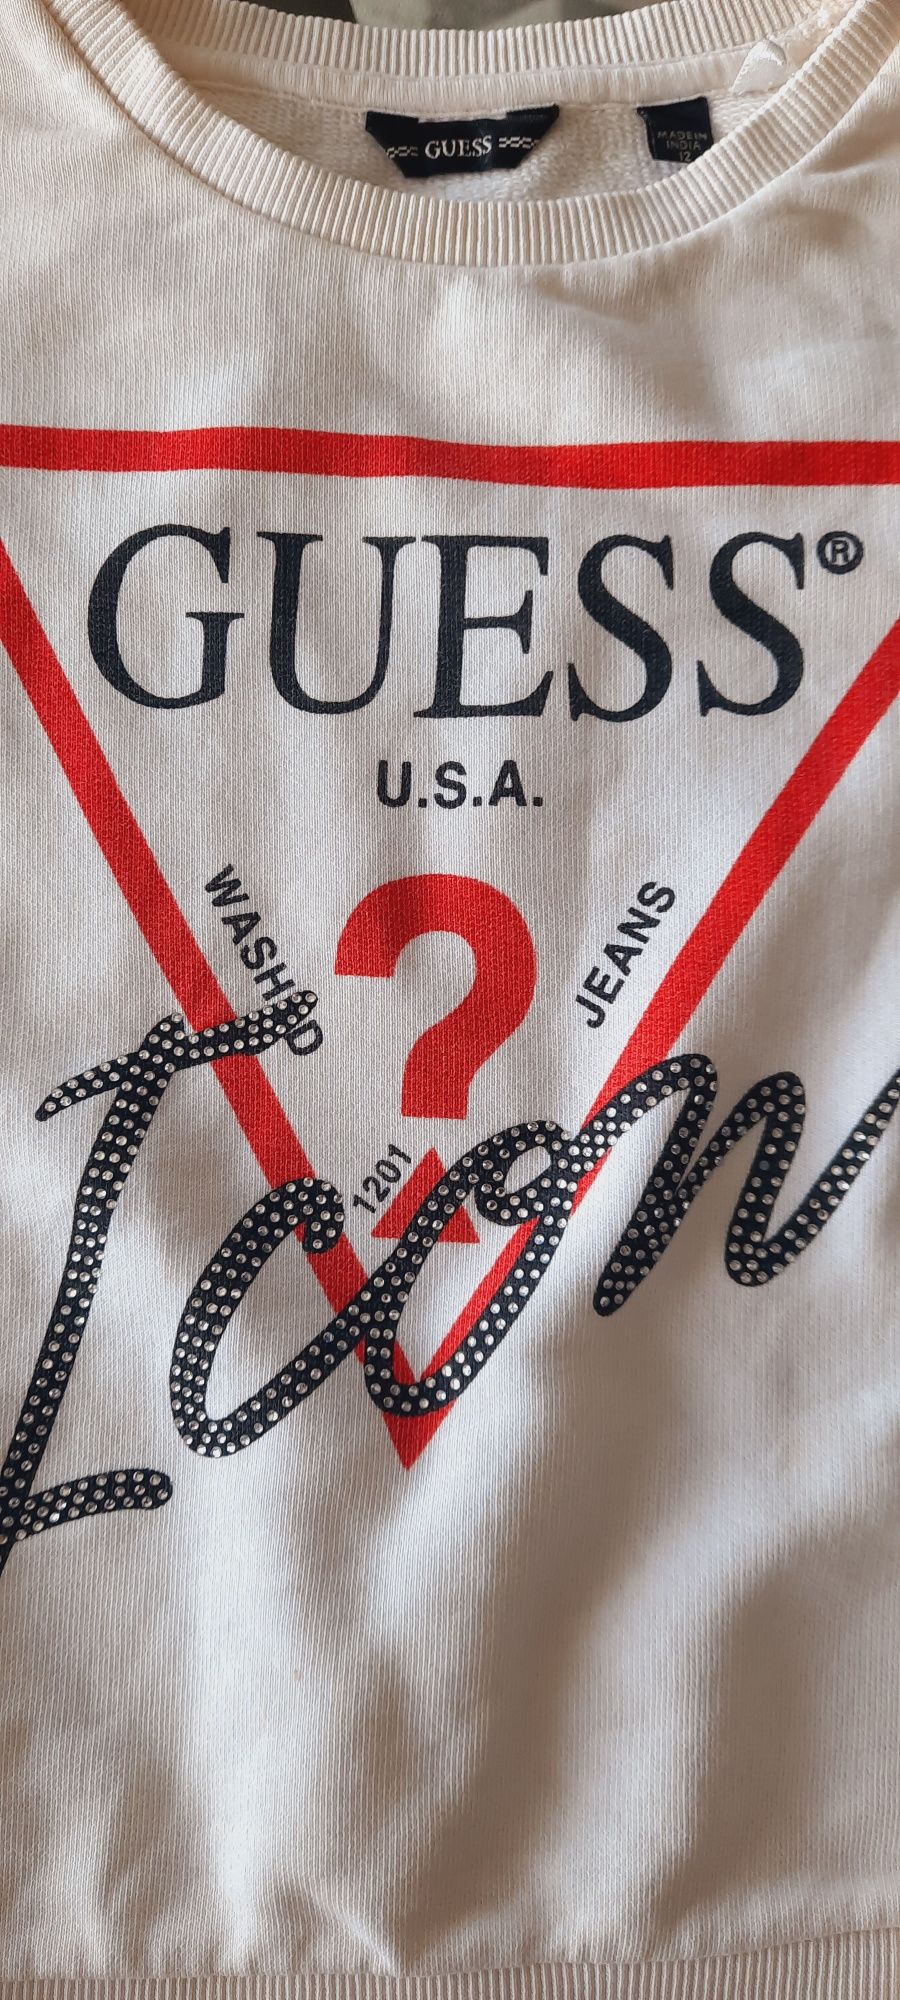 GUESS
MADE IN
INDIA
12
GUESS®
U.S.A.
WASHED
JEANS
?
1201
Icon